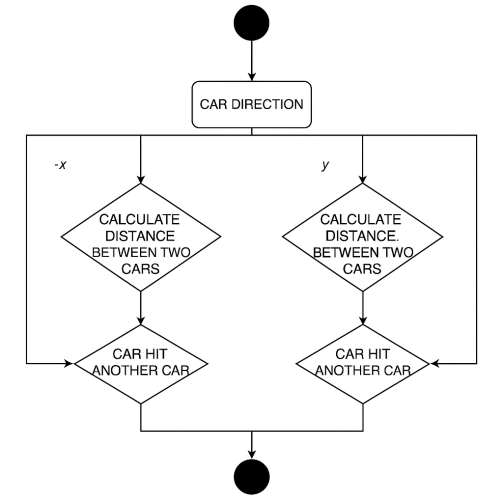 CAR DIRECTION
-x
y
CALCULATE
DISTANCE
BETWEEN TWO
CARS
CALCULATE
DISTANCE.
BETWEEN TWO
CARS
CAR HIT
ANOTHER CAR
CAR HIT
ANOTHER CAR